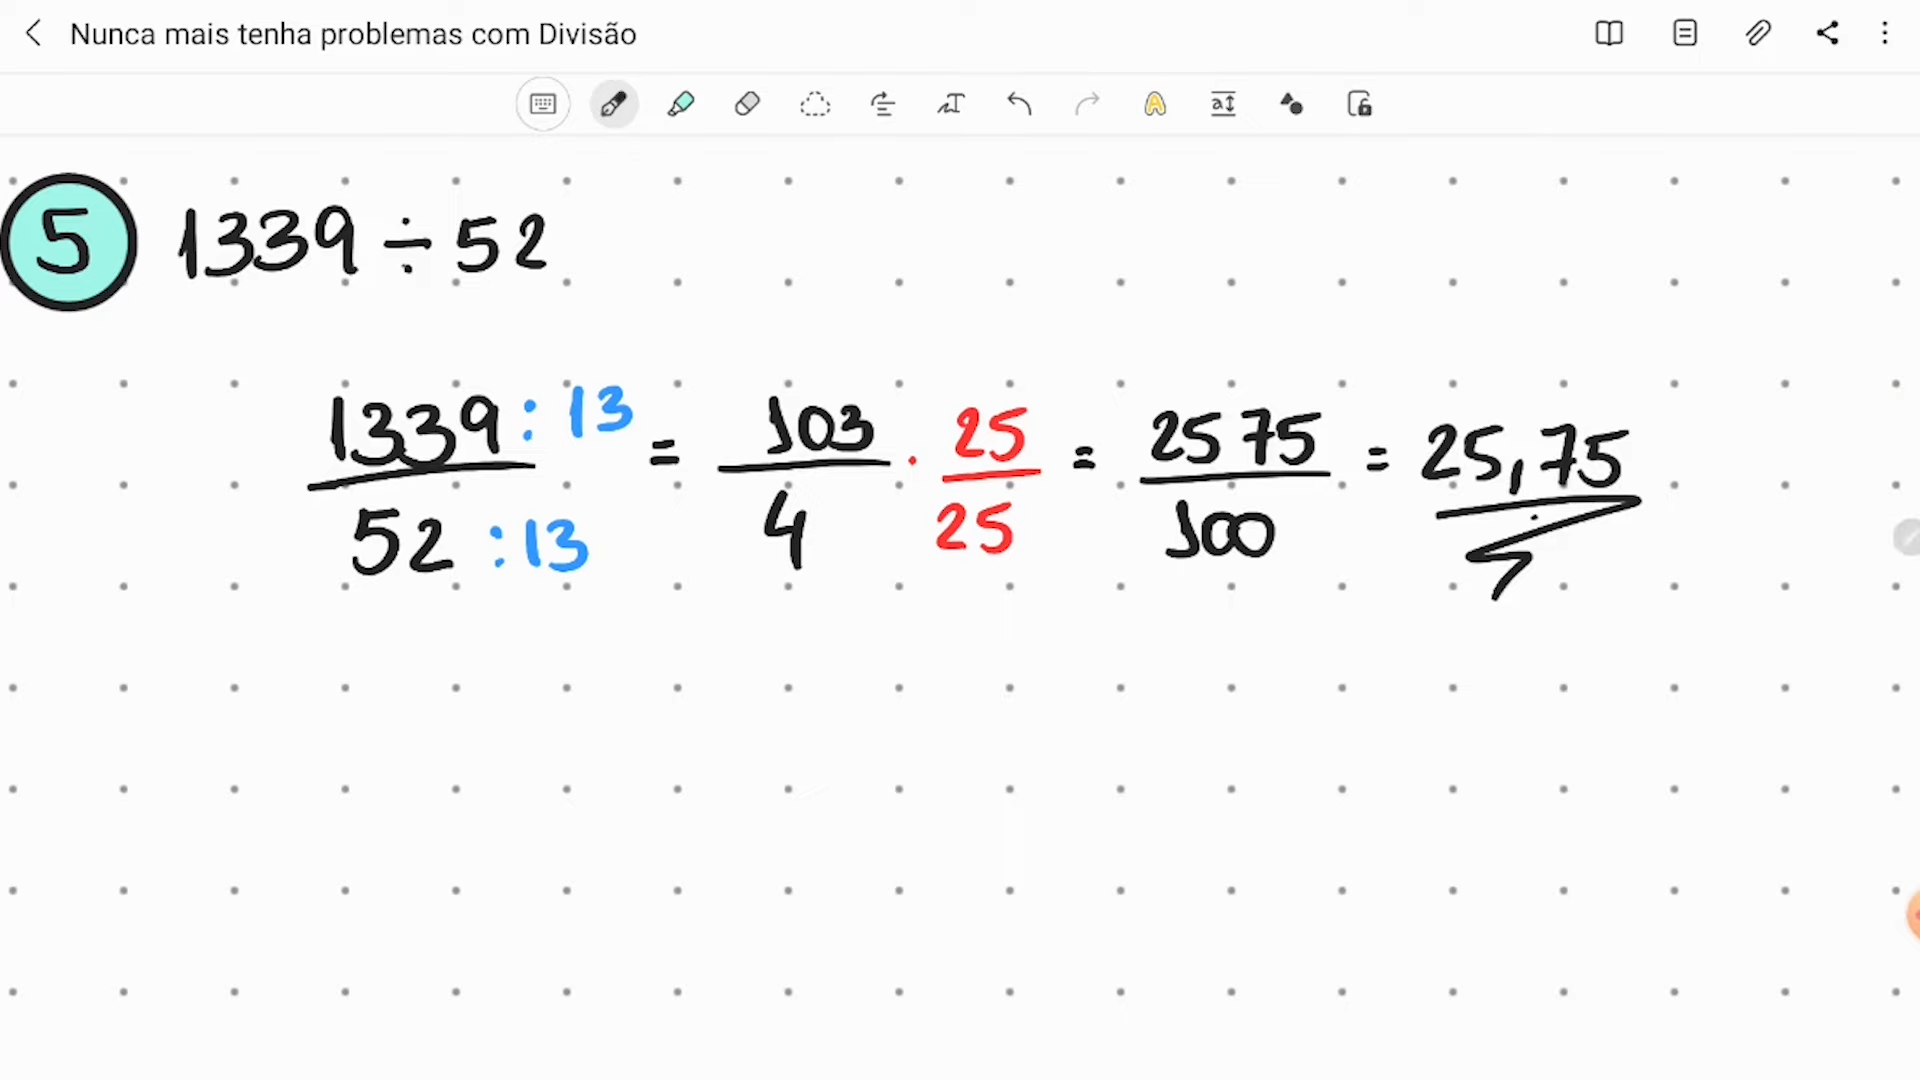 Nunca mais tenha problemas com Divisão
5 1339 ÷ 52
1339 : 13 / 52 : 13 = 103 / 4 · 25 / 25 = 2575 / 100 = 25,75